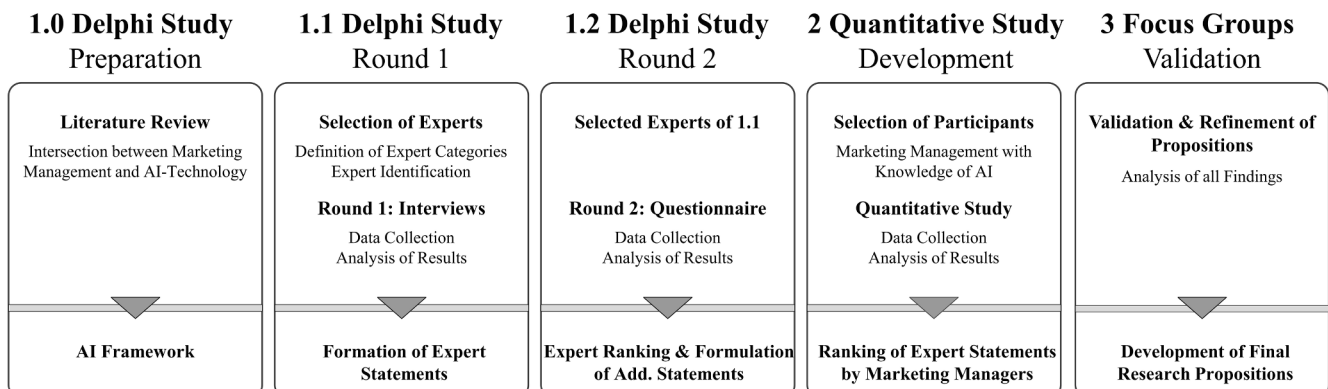 1.0 Delphi Study
Preparation
Literature Review
Intersection between Marketing
Management and AI-Technology
AI Framework
1.1 Delphi Study
Round 1
Selection of Experts
Definition of Expert Categories
Expert Identification
Round 1: Interviews
Data Collection
Analysis of Results
Formation of Expert
Statements
1.2 Delphi Study
Round 2
Selected Experts of 1.1
Round 2: Questionnaire
Data Collection
Analysis of Results
Expert Ranking & Formulation
of Add. Statements
2 Quantitative Study
Development
Selection of Participants
Marketing Management with
Knowledge of AI
Quantitative Study
Data Collection
Analysis of Results
Ranking of Expert Statements
by Marketing Managers
3 Focus Groups
Validation
Validation & Refinement of
Propositions
Analysis of all Findings
Development of Final
Research Propositions